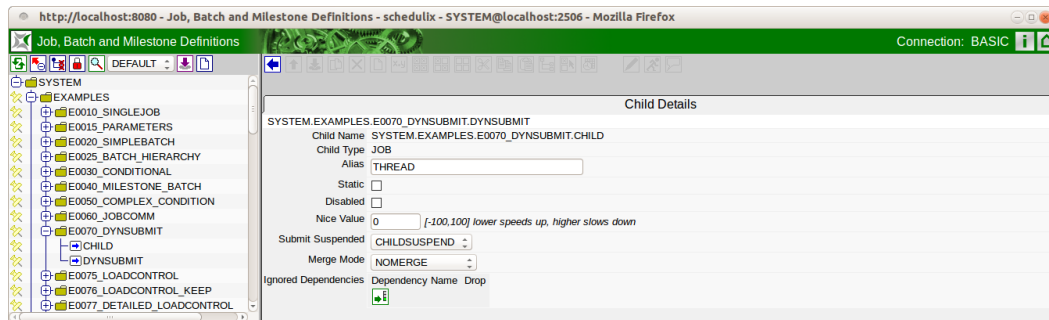 http://localhost:8080 - Job, Batch and Milestone Definitions - schedulix - SYSTEM@localhost:2506 - Mozilla Firefox
Job, Batch and Milestone Definitions
Connection: BASIC
DEFAULT
SYSTEM
EXAMPLES
E0010_SINGLEJOB
E0015_PARAMETERS
E0020_SIMPLEBATCH
E0025_BATCH_HIERARCHY
E0030_CONDITIONAL
E0040_MILESTONE_BATCH
E0050_COMPLEX_CONDITION
E0060_JOBCOMM
E0070_DYNSUBMIT
CHILD
DYNSUBMIT
E0075_LOADCONTROL
E0076_LOADCONTROL_KEEP
E0077_DETAILED_LOADCONTROL
Child Details
SYSTEM.EXAMPLES.E0070_DYNSUBMIT.DYNSUBMIT
Child Name SYSTEM.EXAMPLES.E0070_DYNSUBMIT.CHILD
Child Type JOB
Alias THREAD
Static
Disabled
Nice Value 0 [-100,100] lower speeds up, higher slows down
Submit Suspended CHILDSUSPEND
Merge Mode NOMERGE
Ignored Dependencies Dependency Name Drop